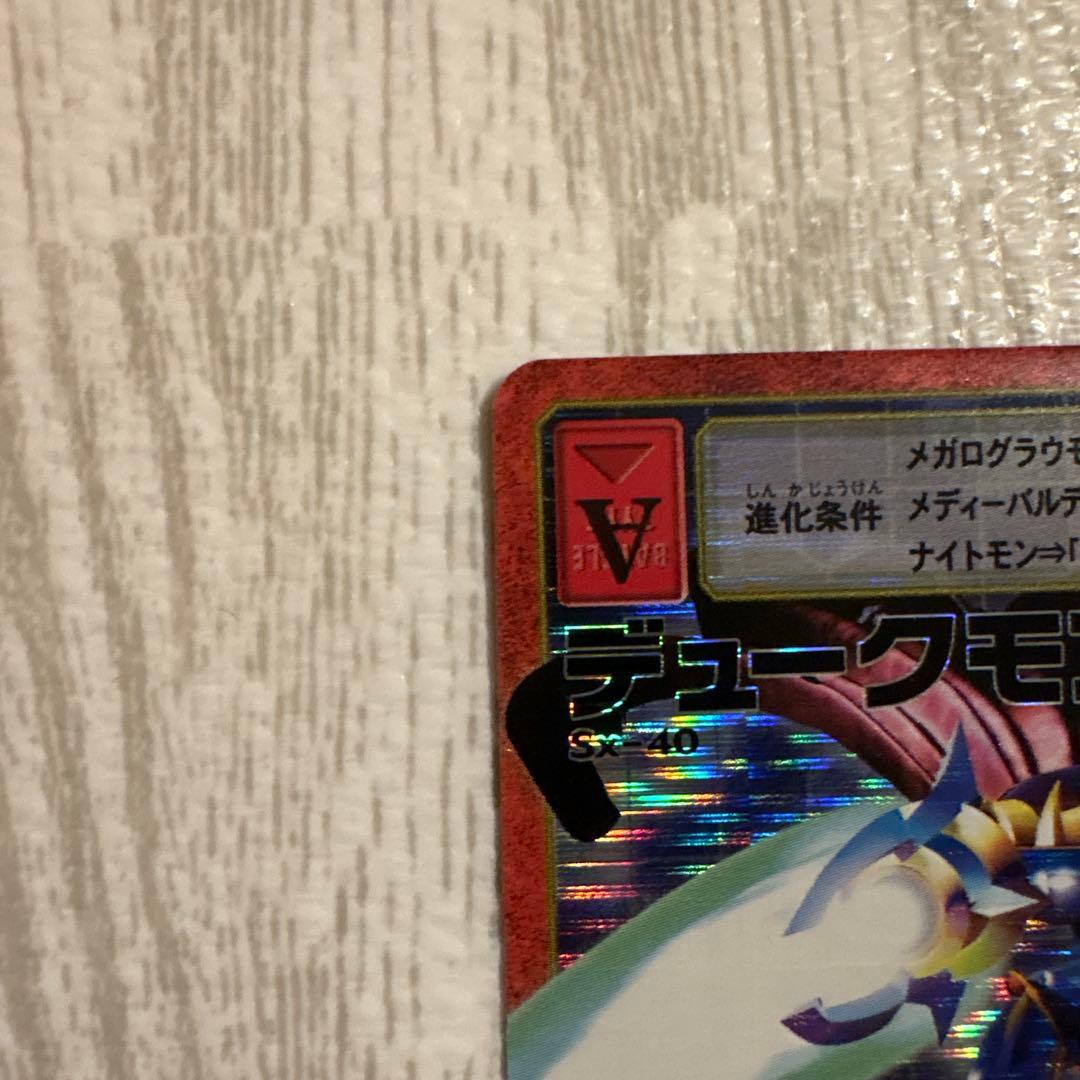 メガログラウモ
しんかじょうけん
進化条件
メディーバルデ
ナイトモン⇒「
A
BATTLE
デュークモン
Sx-40